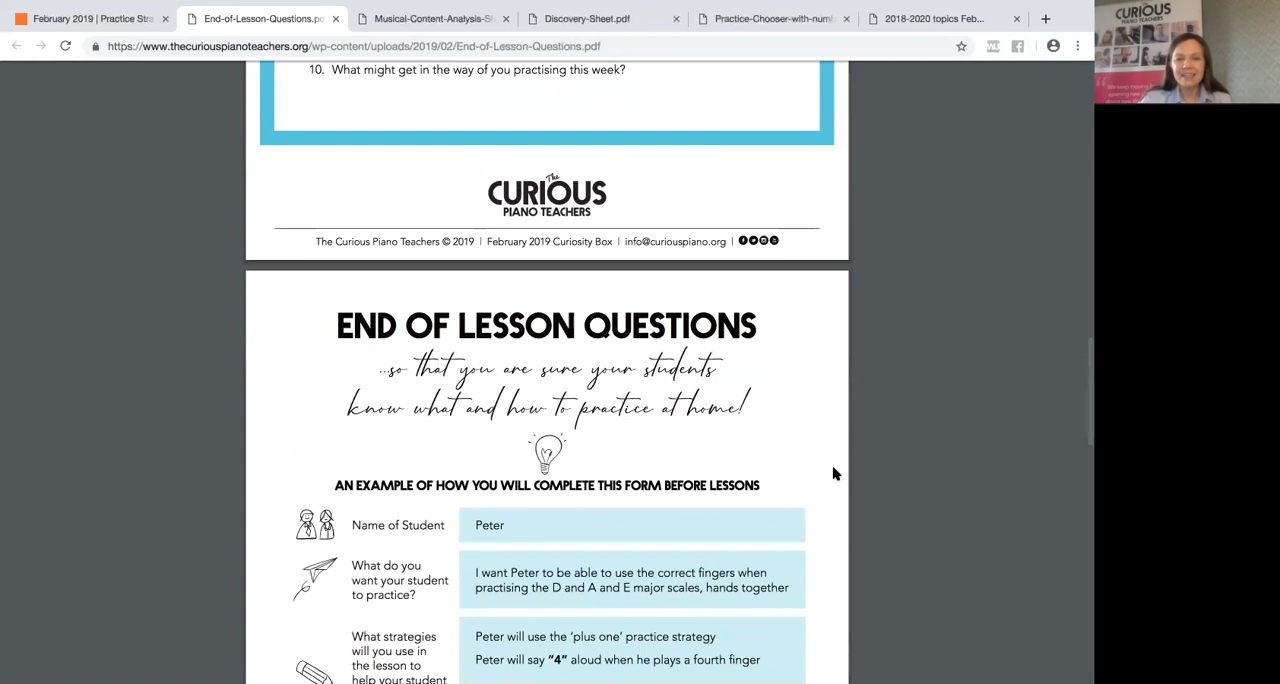 February 2019 | Practice Stra
End-of-Lesson-Questions.p
Musical-Content-Analysis-S
Discovery-Sheet.pdf
Practice-Chooser-with-num
2018-2020 topics Feb...
https://www.thecuriouspianoteachers.org/wp-content/uploads/2019/02/End-of-Lesson-Questions.pdf
10. What might get in the way of you practising this week?
The
CURIOUS
PIANO TEACHERS
The Curious Piano Teachers © 2019 | February 2019 Curiosity Box | info@curiouspiano.org |
END OF LESSON QUESTIONS
...so that you are sure your students
know what and how to practice at home!
AN EXAMPLE OF HOW YOU WILL COMPLETE THIS FORM BEFORE LESSONS
Name of Student
Peter
What do you
want your student
to practice?
I want Peter to be able to use the correct fingers when
practising the D and A and E major scales, hands together
What strategies
will you use in
the lesson to
help your student
Peter will use the 'plus one' practice strategy
Peter will say "4" aloud when he plays a fourth finger
CURIOUS
PIANO TEACHERS